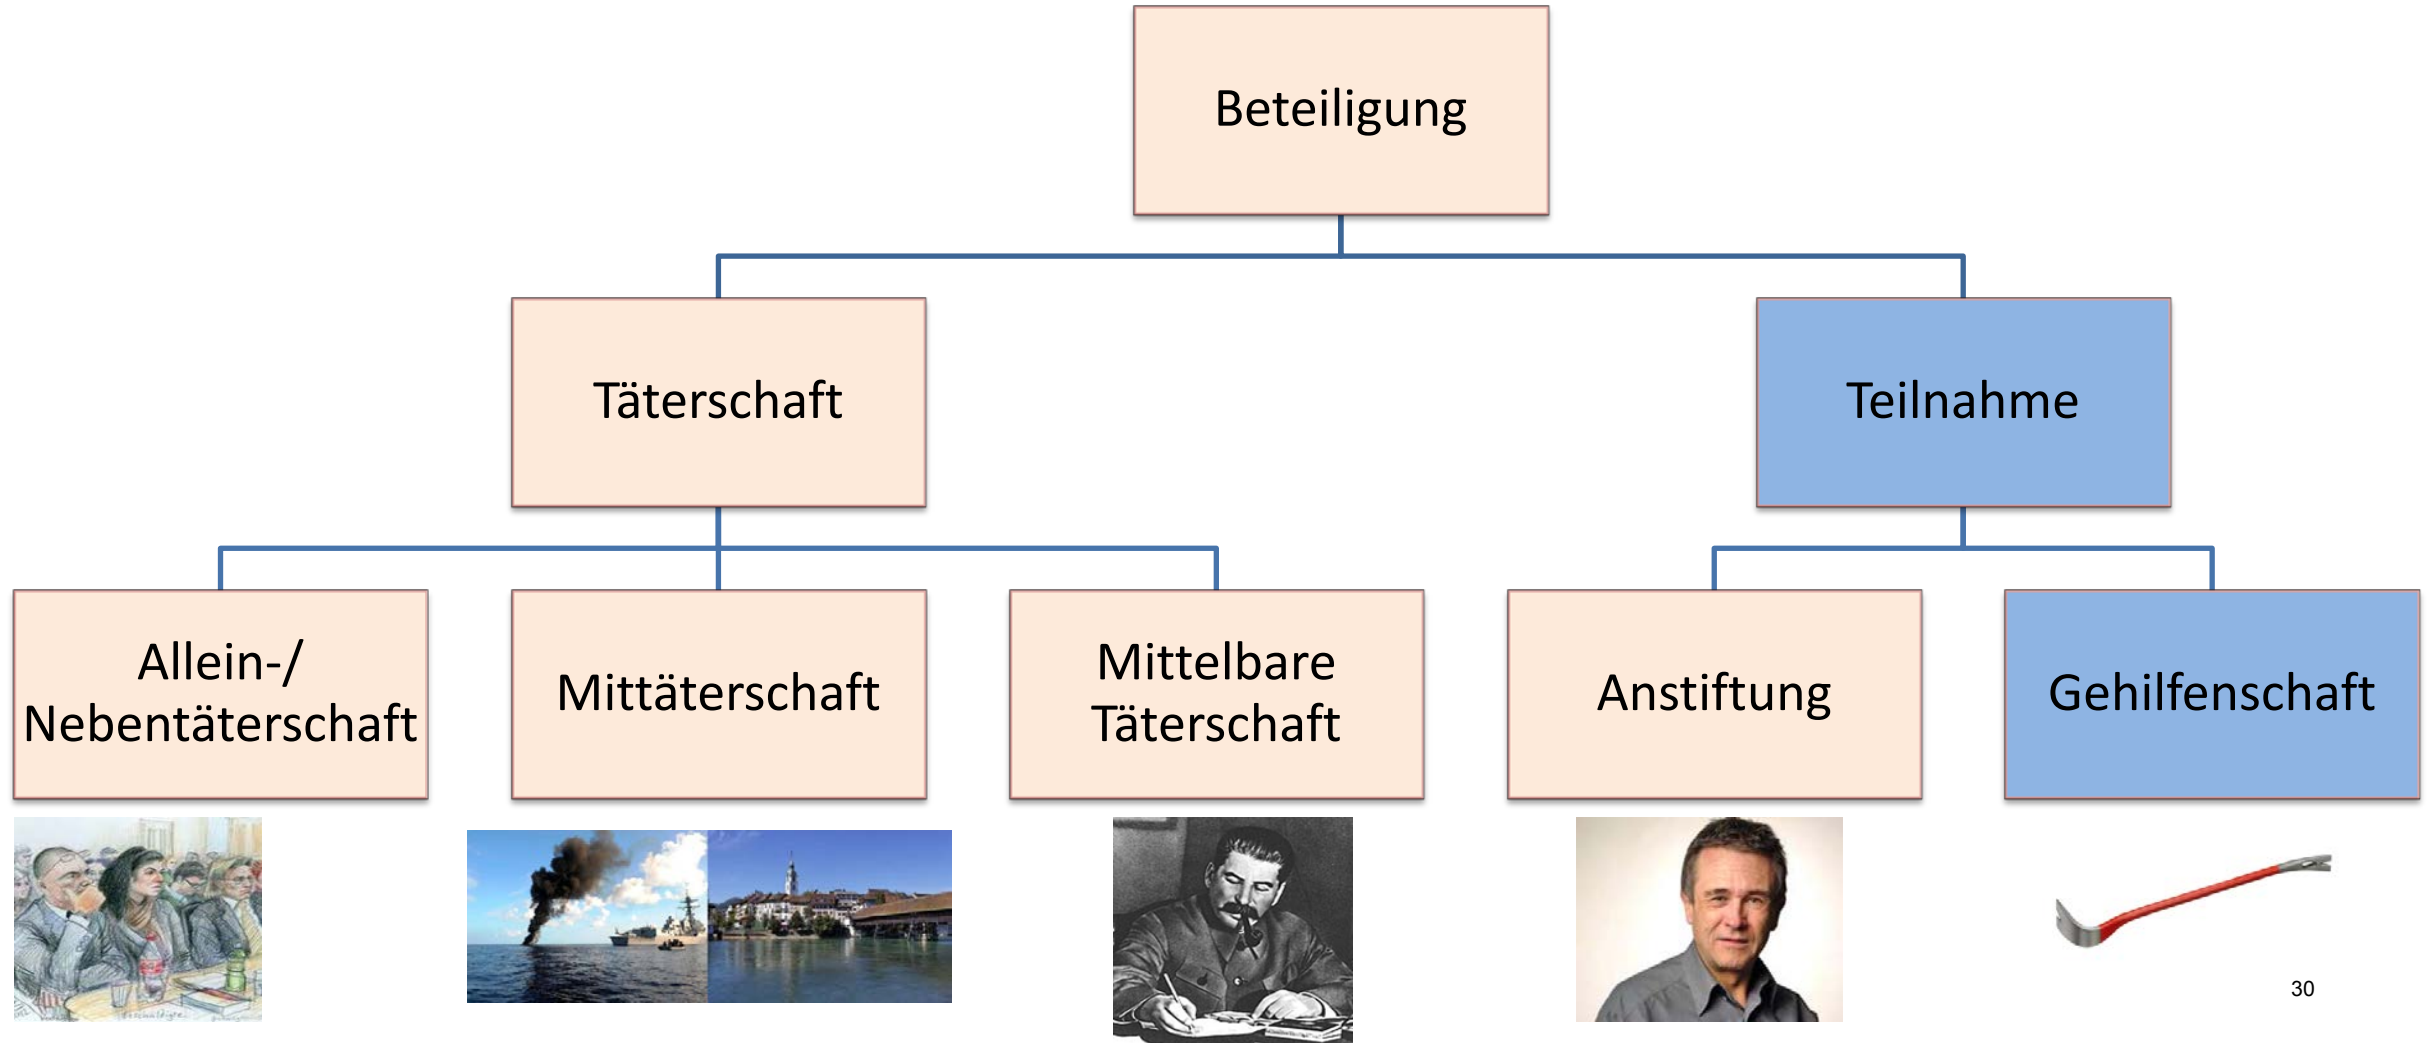 Beteiligung
Täterschaft
Teilnahme
Allein-/
Nebentäterschaft
Mittäterschaft
Mittelbare
Täterschaft
Anstiftung
Gehilfenschaft
30